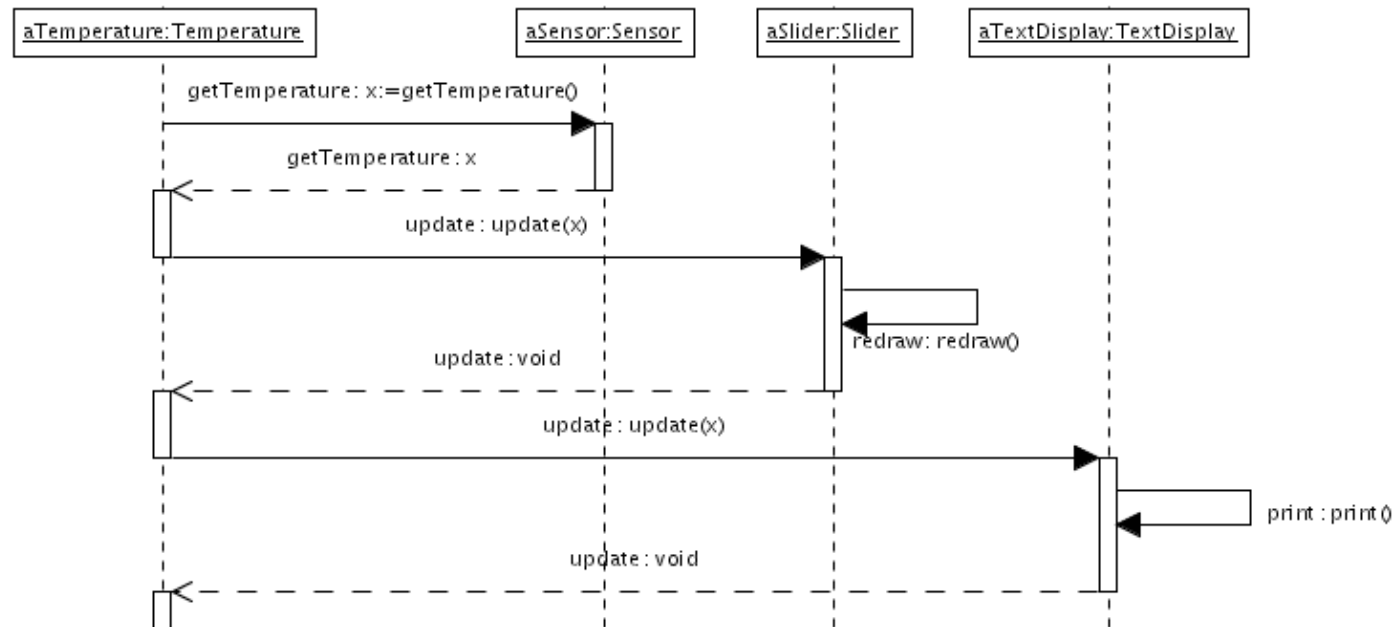 aTemperature:Temperature
aSensor:Sensor
aSlider:Slider
aTextDisplay:TextDisplay
getTemperature: x:=getTemperature()
getTemperature: x
update: update(x)
redraw: redraw()
update: void
update: update(x)
print: print()
update: void